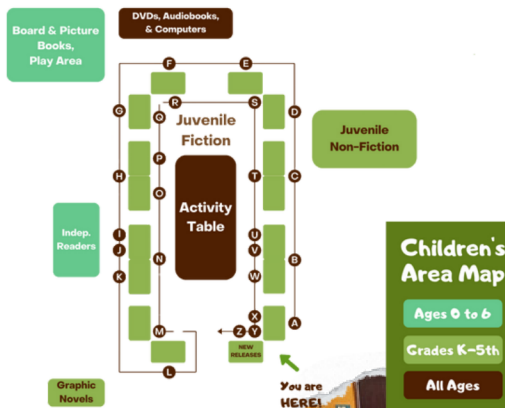 Board & Picture
Books,
Play Area
DVDs, Audiobooks,
& Computers
F
E
G
R
S
D
Q
Juvenile
Fiction
Juvenile
Non-Fiction
P
H
T
C
O
Activity
Table
Indep.
Readers
I
U
J
V
N
B
K
W
X
A
M
Z
Y
NEW
RELEASES
L
Graphic
Novels
You are
HERE!
Children's
Area Map
Ages 0 to 6
Grades K-5th
All Ages